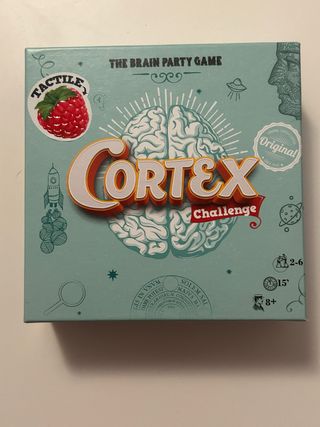 THE BRAIN PARTY GAME
TACTILE
Original
CORTEX
Challenge
2-6
15'
8+